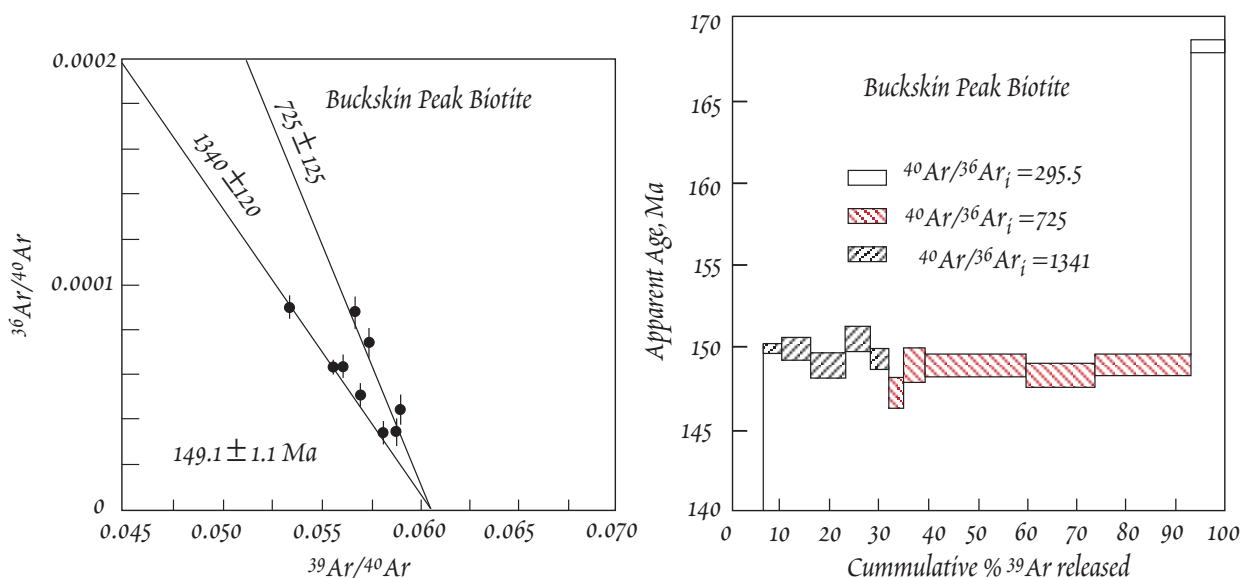 0.0002
Buckskin Peak Biotite
725 ± 125
1340 ± 120
0.0001
³⁶Ar/⁴⁰Ar
149.1 ± 1.1 Ma
0
0.045 0.050 0.055 0.060 0.065 0.070
³⁹Ar/⁴⁰Ar
170
Buckskin Peak Biotite
165
⁴⁰Ar/³⁶Arᵢ = 295.5
160
⁴⁰Ar/³⁶Arᵢ = 725
⁴⁰Ar/³⁶Arᵢ = 1341
155
Apparent Age, Ma
150
145
140
0 10 20 30 40 50 60 70 80 90 100
Cummulative % ³⁹Ar released